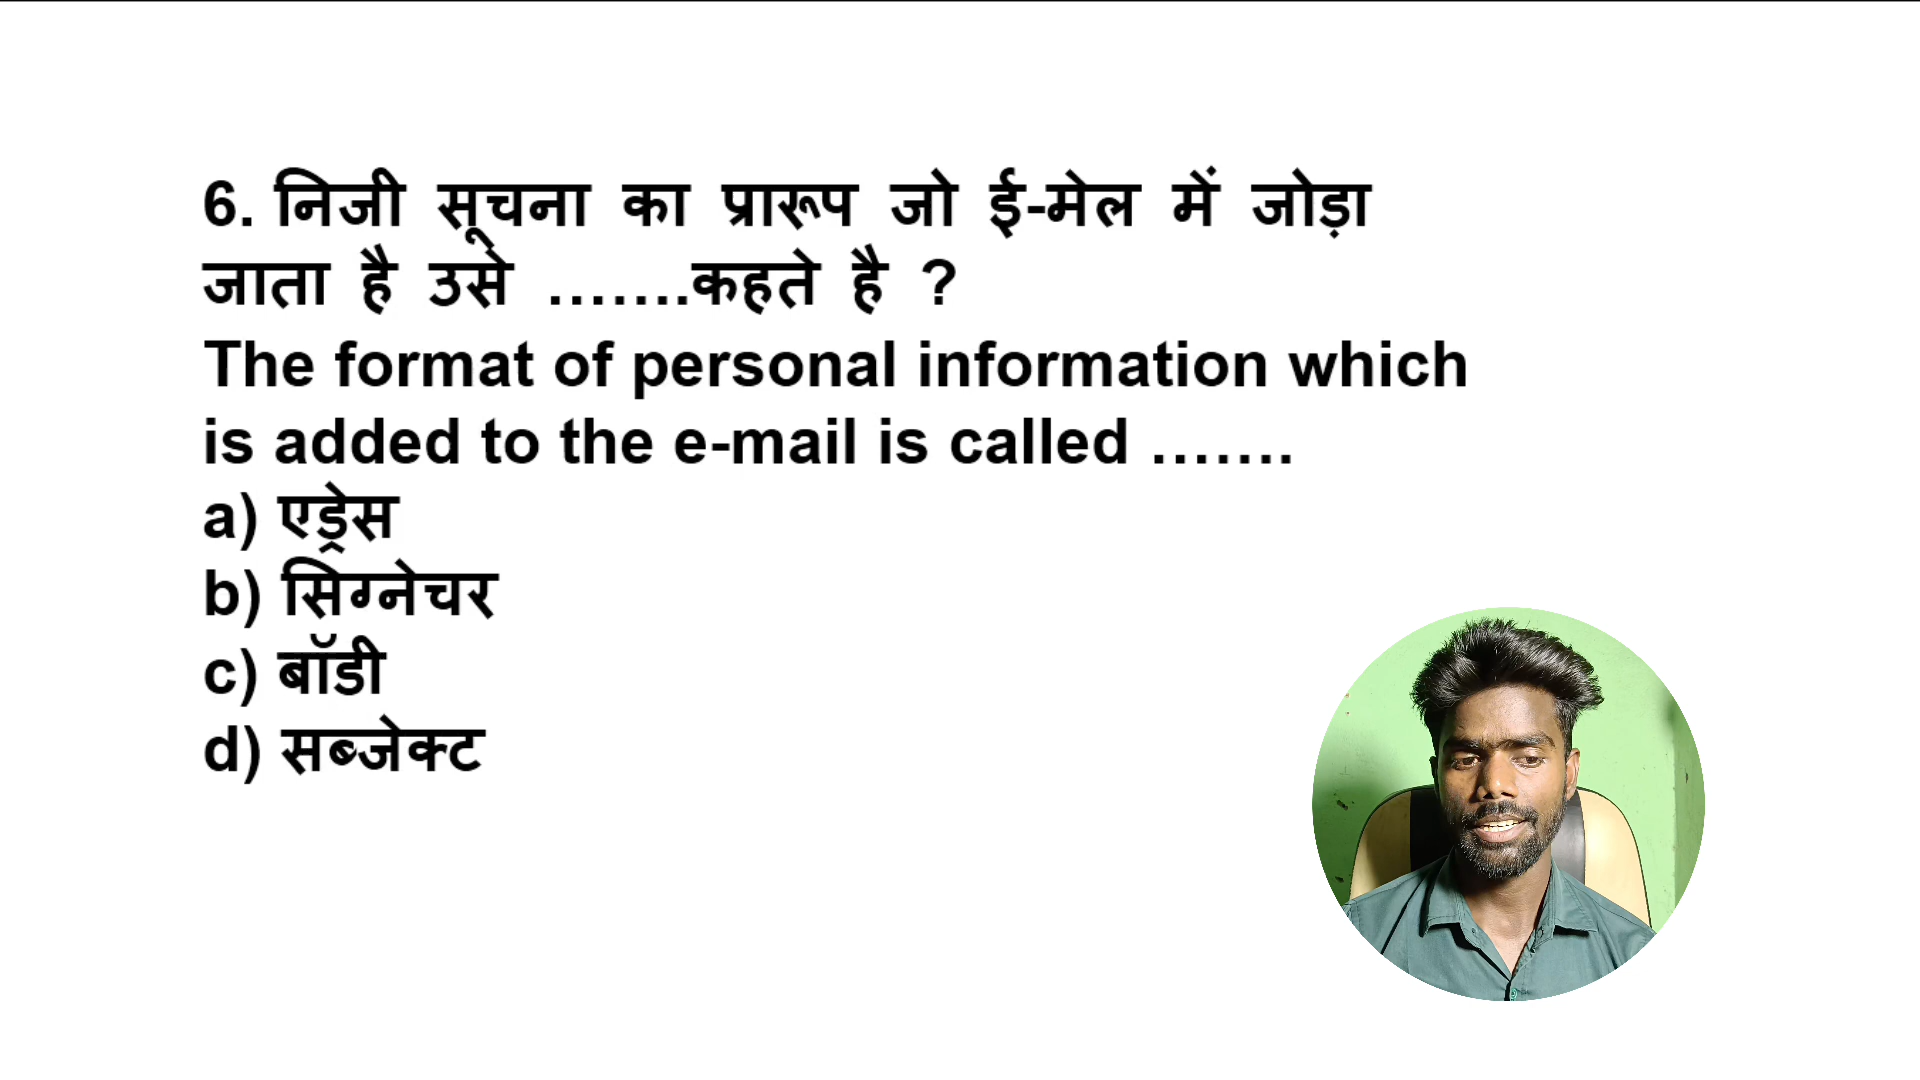 6. निजी सूचना का प्रारूप जो ई-मेल में जोड़ा
जाता है उसे …….कहते है ?
The format of personal information which
is added to the e-mail is called …….
a) एड्रेस
b) सिग्नेचर
c) बॉडी
d) सब्जेक्ट